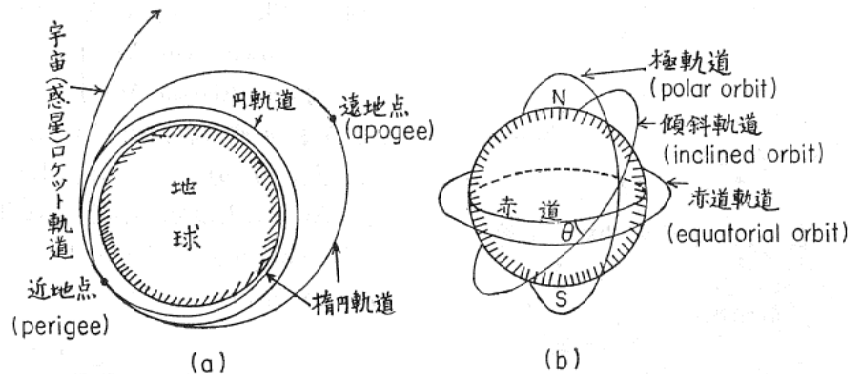 宇宙(惑星)ロケット軌道
円軌道
遠地点
(apogee)
地
球
近地点
(perigee)
楕円軌道
(a)
極軌道
(polar orbit)
N
傾斜軌道
(inclined orbit)
赤道
θ
赤道軌道
(equatorial orbit)
S
(b)